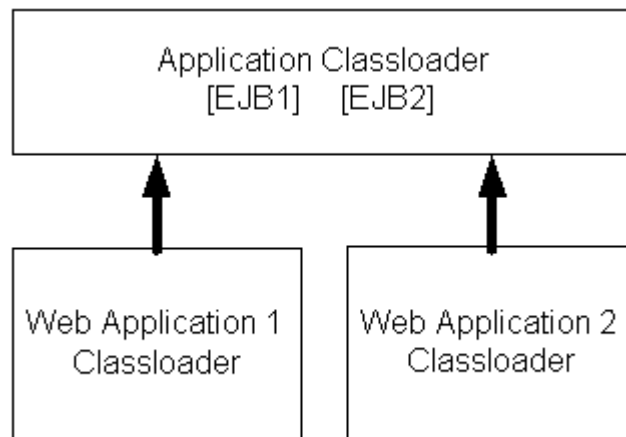 Application Classloader
[EJB1] [EJB2]
Web Application 1
Classloader
Web Application 2
Classloader